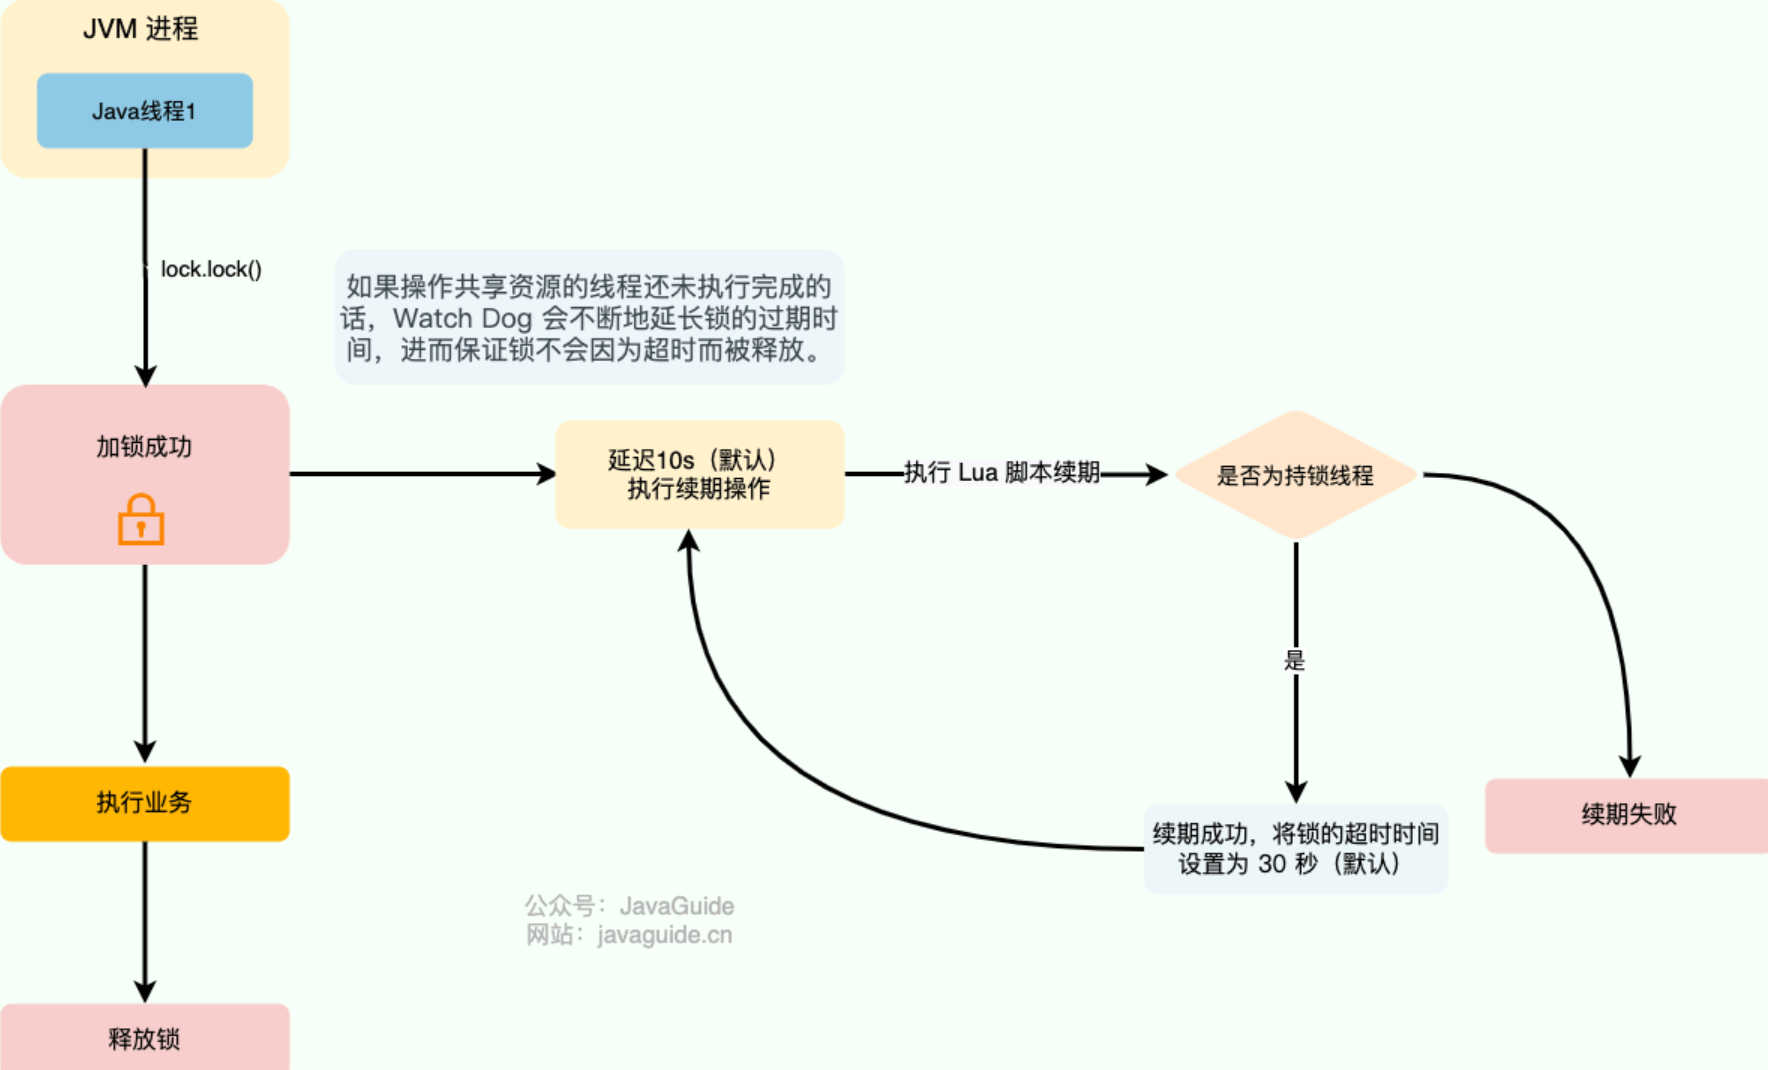 JVM 进程
Java线程1
lock.lock()
如果操作共享资源的线程还未执行完成的
话，Watch Dog 会不断地延长锁的过期时
间，进而保证锁不会因为超时而被释放。
加锁成功
延迟10s（默认）
执行续期操作
执行 Lua 脚本续期
是否为持锁线程
是
执行业务
续期成功，将锁的超时时间
设置为 30 秒（默认）
续期失败
公众号：JavaGuide
网站：javaguide.cn
释放锁